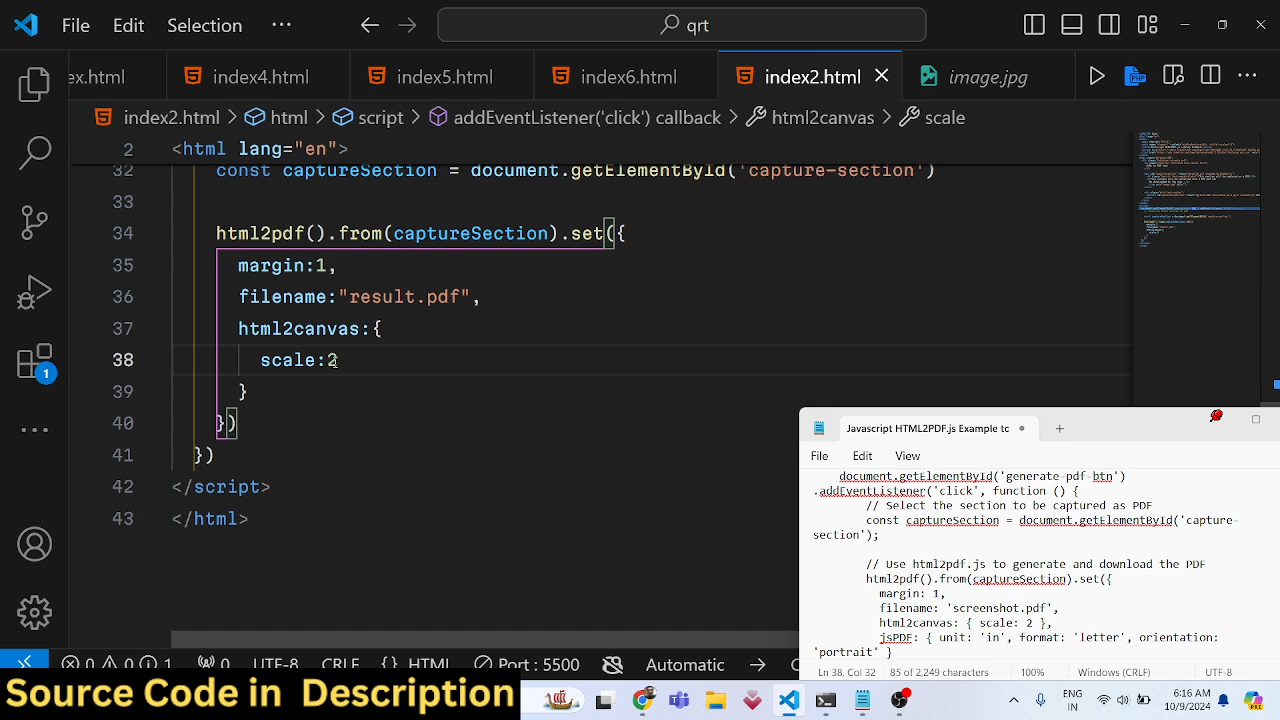 File Edit Selection ... qrt
ex.html index4.html index5.html index6.html index2.html image.jpg
index2.html > html > script > addEventListener('click') callback > html2canvas > scale
2 <html lang="en">
32 const captureSection = document.getElementById('capture-section')
33
34 html2pdf().from(captureSection).set({
35 margin:1,
36 filename:"result.pdf",
37 html2canvas:{
38 scale:2
39 }
40 })
41 })
42 </script>
43 </html>
1
Javascript HTML2PDF.js Example to
File Edit View
document.getElementById('generate-pdf-btn')
.addEventListener('click', function () {
// Select the section to be captured as PDF
const captureSection = document.getElementById('capture-
section');
// Use html2pdf.js to generate and download the PDF
html2pdf().from(captureSection).set({
margin: 1,
filename: 'screenshot.pdf',
html2canvas: { scale: 2 },
jsPDF: { unit: 'in', format: 'letter', orientation:
'portrait' }
Ln 38, Col 32 85 of 2,249 characters 100% Windows (CRLF) UTF-8
0 0 1 0 UTF-8 CRLF {} HTML Port : 5500 Automatic
Source Code in Description
ENG
IN
6:16 AM
10/9/2024